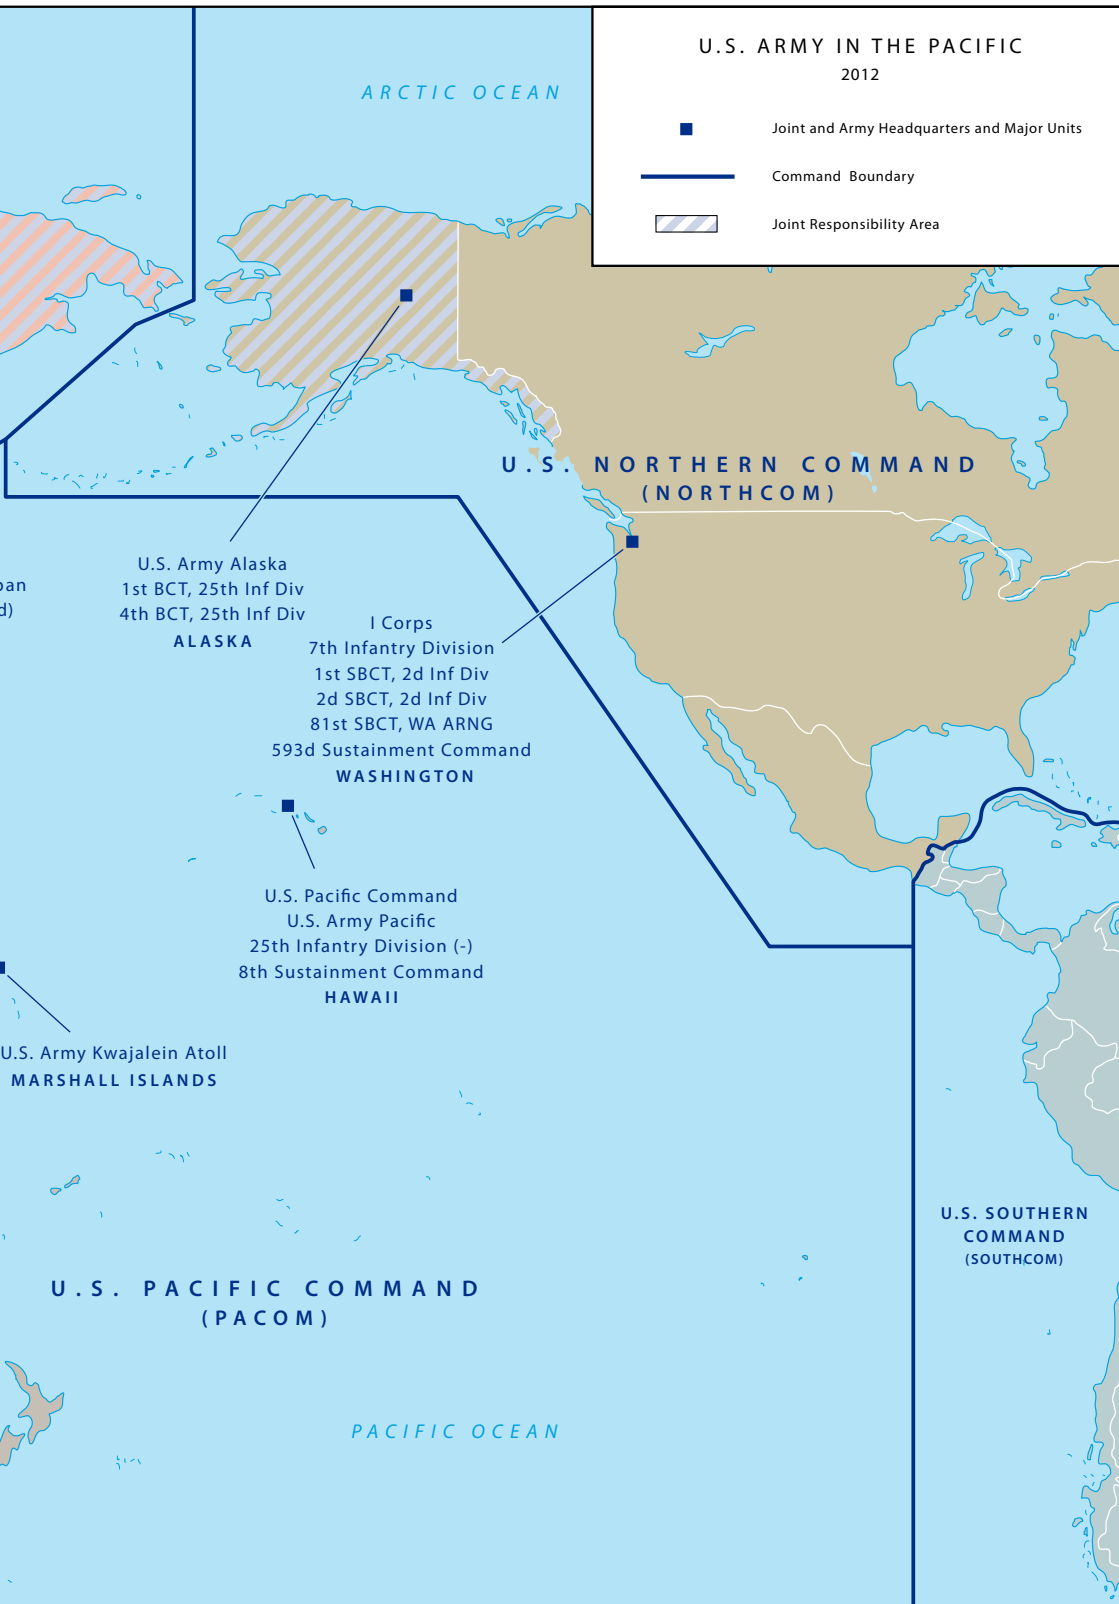 U.S. ARMY IN THE PACIFIC
2012
Joint and Army Headquarters and Major Units
Command Boundary
Joint Responsibility Area
ARCTIC OCEAN
U.S. NORTHERN COMMAND
(NORTHCOM)
U.S. Army Alaska
1st BCT, 25th Inf Div
4th BCT, 25th Inf Div
ALASKA
I Corps
7th Infantry Division
1st SBCT, 2d Inf Div
2d SBCT, 2d Inf Div
81st SBCT, WA ARNG
593d Sustainment Command
WASHINGTON
U.S. Pacific Command
U.S. Army Pacific
25th Infantry Division (-)
8th Sustainment Command
HAWAII
U.S. Army Kwajalein Atoll
MARSHALL ISLANDS
U.S. SOUTHERN
COMMAND
(SOUTHCOM)
U.S. PACIFIC COMMAND
(PACOM)
PACIFIC OCEAN